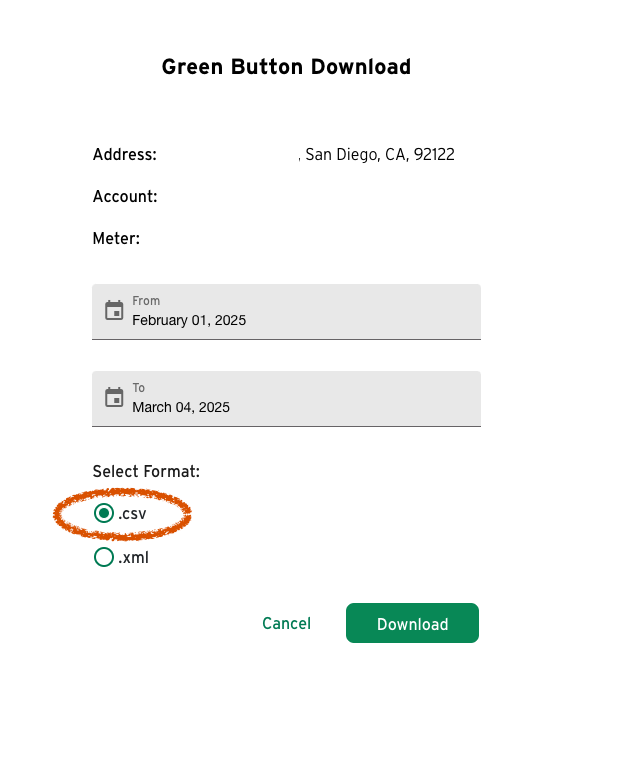 Green Button Download
Address: , San Diego, CA, 92122
Account:
Meter:
From
February 01, 2025
To
March 04, 2025
Select Format:
.csv
.xml
Cancel Download